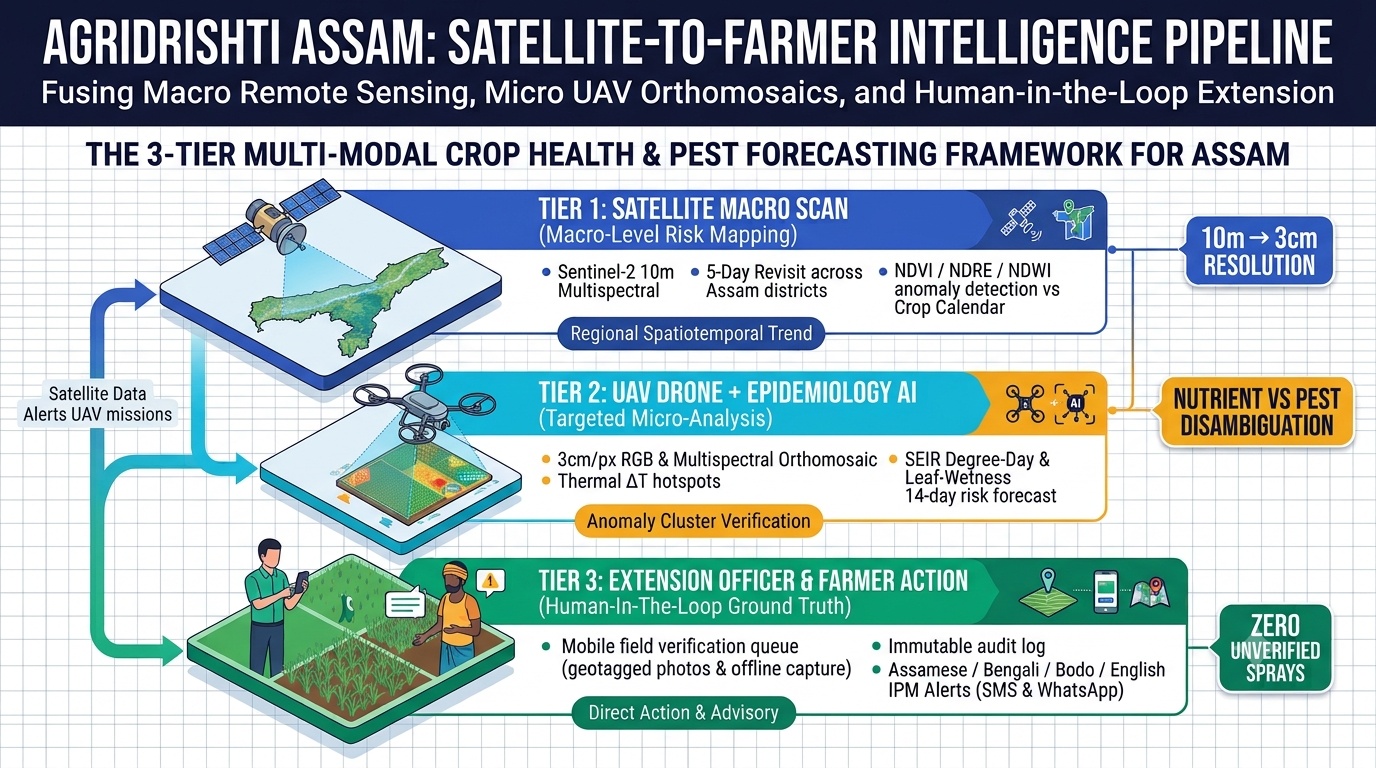 AGRIDRISHTI ASSAM: SATELLITE-TO-FARMER INTELLIGENCE PIPELINE
Fusing Macro Remote Sensing, Micro UAV Orthomosaics, and Human-in-the-Loop Extension
THE 3-TIER MULTI-MODAL CROP HEALTH & PEST FORECASTING FRAMEWORK FOR ASSAM
TIER 1: SATELLITE MACRO SCAN
(Macro-Level Risk Mapping)
• Sentinel-2 10m
Multispectral
• 5-Day Revisit across
Assam districts
• NDVI / NDRE / NDWI
anomaly detection vs
Crop Calendar
Regional Spatiotemporal Trend
10m → 3cm
RESOLUTION
Satellite Data
Alerts UAV missions
TIER 2: UAV DRONE + EPIDEMIOLOGY AI
(Targeted Micro-Analysis)
AI
• 3cm/px RGB & Multispectral Orthomosaic
• Thermal ΔT hotspots
• SEIR Degree-Day &
Leaf-Wetness
14-day risk forecast
Anomaly Cluster Verification
NUTRIENT VS PEST
DISAMBIGUATION
TIER 3: EXTENSION OFFICER & FARMER ACTION
(Human-In-The-Loop Ground Truth)
• Mobile field verification queue
(geotagged photos & offline capture)
• Immutable audit log
• Assamese / Bengali / Bodo / English
IPM Alerts (SMS & WhatsApp)
Direct Action & Advisory
ZERO
UNVERIFIED
SPRAYS